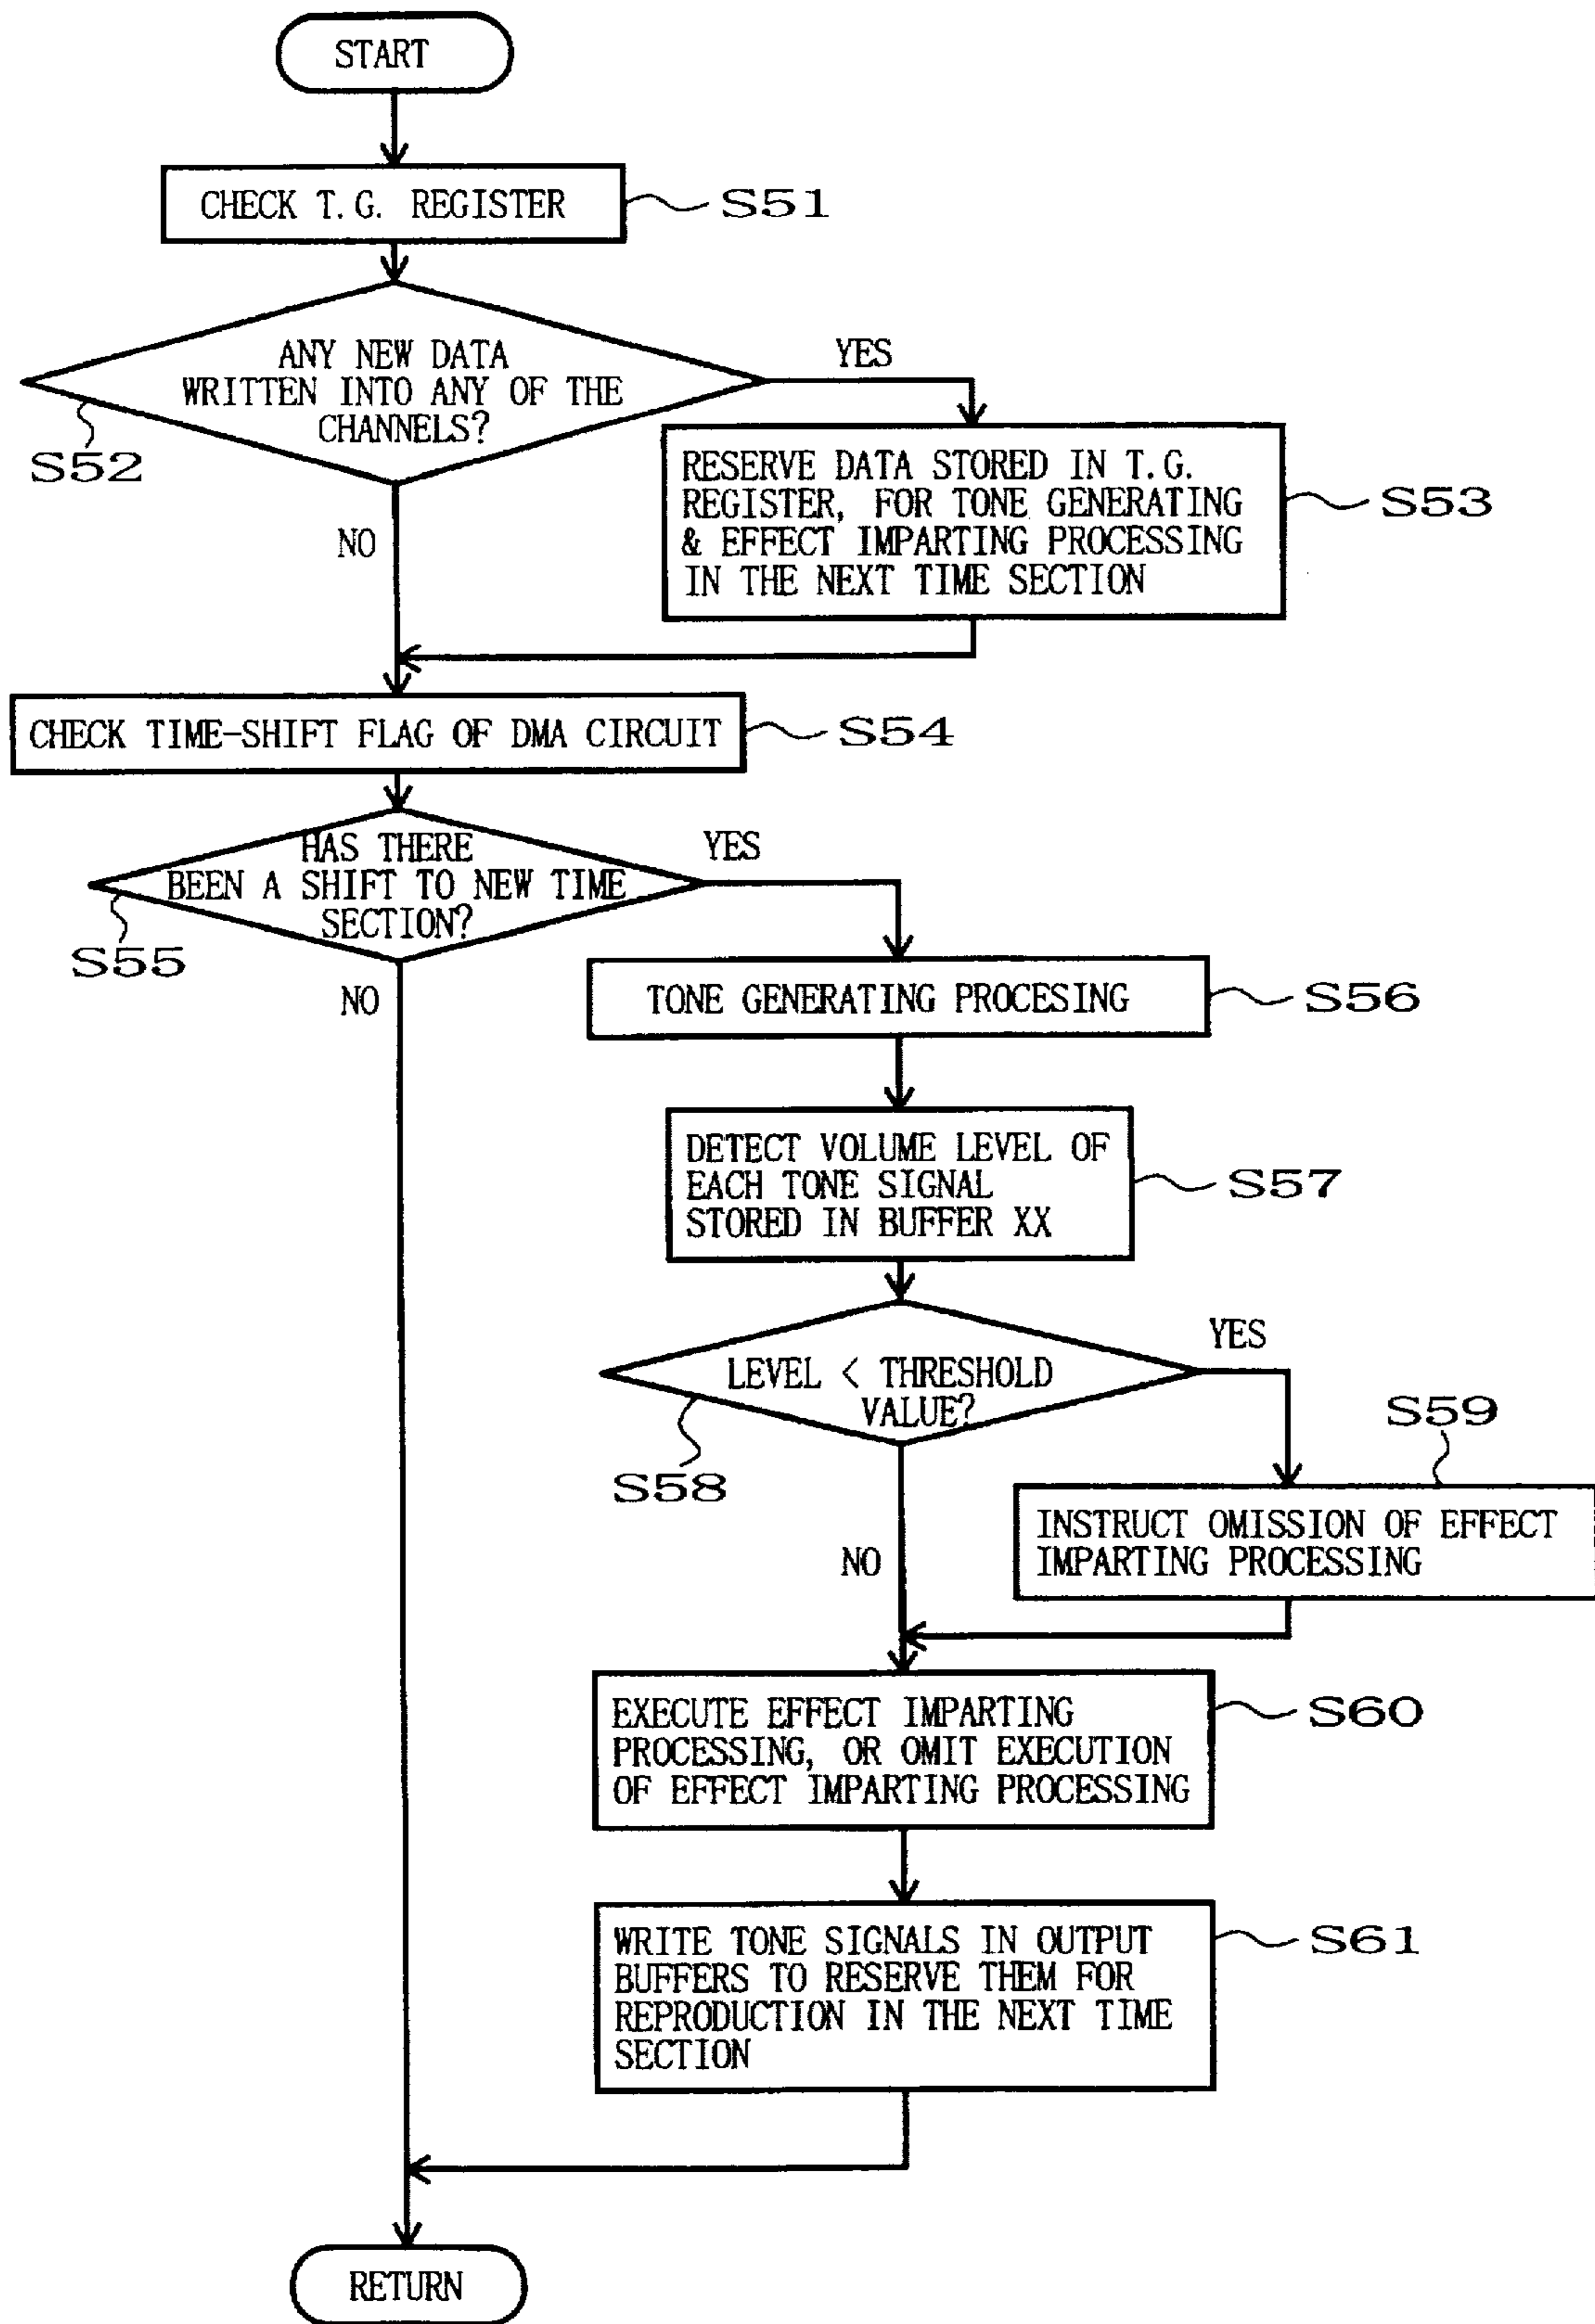 START
CHECK T.G. REGISTER
S51
ANY NEW DATA
WRITTEN INTO ANY OF THE
CHANNELS?
YES
S52
NO
RESERVE DATA STORED IN T.G.
REGISTER, FOR TONE GENERATING
& EFFECT IMPARTING PROCESSING
IN THE NEXT TIME SECTION
S53
CHECK TIME-SHIFT FLAG OF DMA CIRCUIT
S54
HAS THERE
BEEN A SHIFT TO NEW TIME
SECTION?
YES
S55
NO
TONE GENERATING PROCESING
S56
DETECT VOLUME LEVEL OF
EACH TONE SIGNAL
STORED IN BUFFER XX
S57
LEVEL < THRESHOLD
VALUE?
YES
S58
NO
S59
INSTRUCT OMISSION OF EFFECT
IMPARTING PROCESSING
EXECUTE EFFECT IMPARTING
PROCESSING, OR OMIT EXECUTION
OF EFFECT IMPARTING PROCESSING
S60
WRITE TONE SIGNALS IN OUTPUT
BUFFERS TO RESERVE THEM FOR
REPRODUCTION IN THE NEXT TIME
SECTION
S61
RETURN